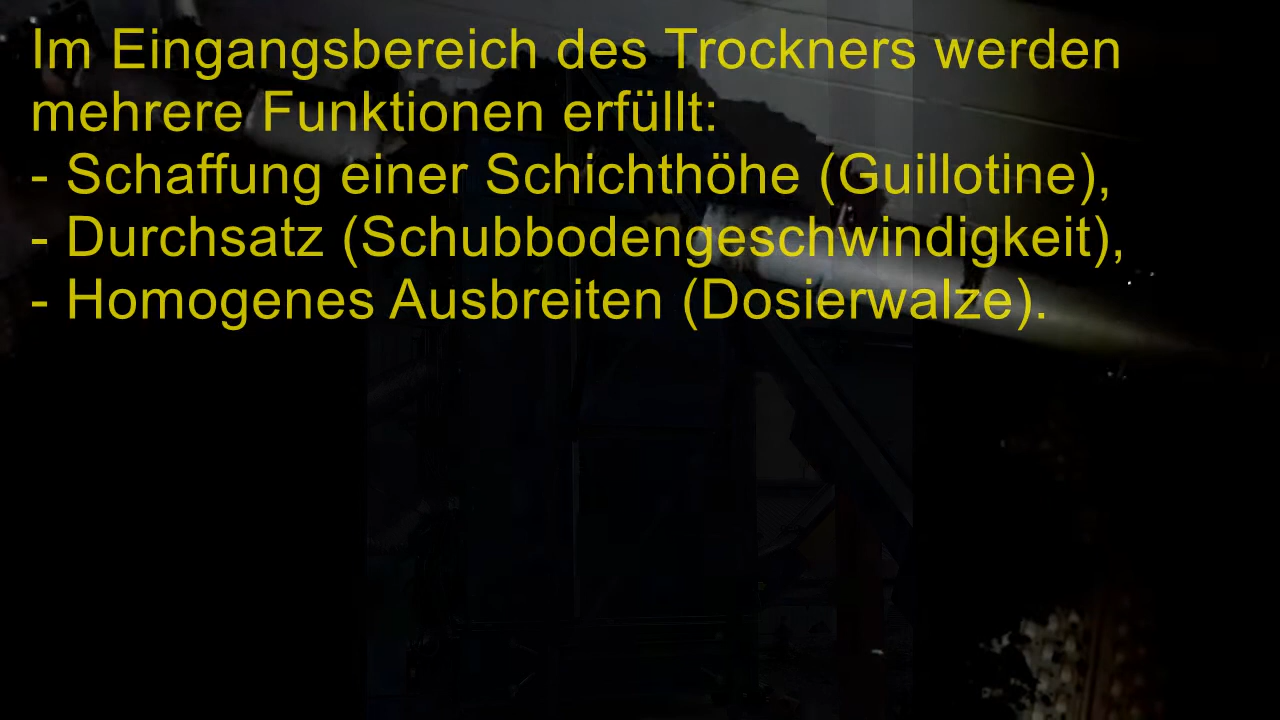 Im Eingangsbereich des Trockners werden
mehrere Funktionen erfüllt:
- Schaffung einer Schichthöhe (Guillotine),
- Durchsatz (Schubbodengeschwindigkeit),
- Homogenes Ausbreiten (Dosierwalze).